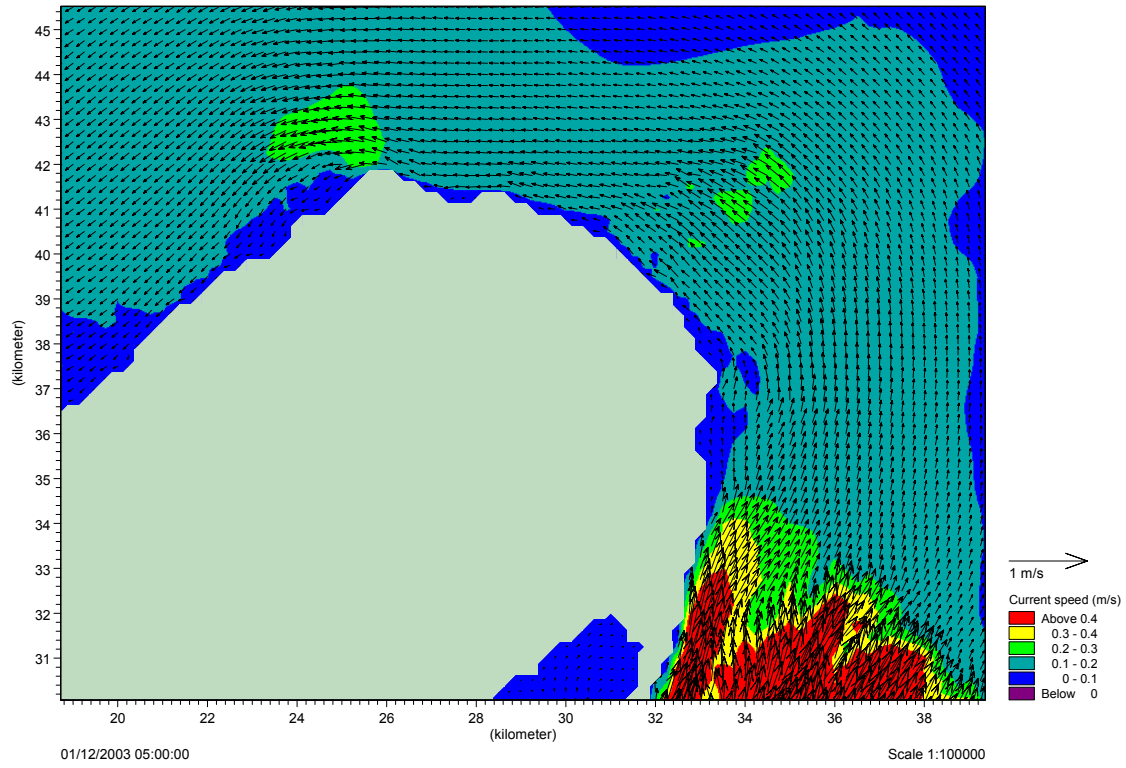 45
44
43
42
41
40
39
38
37
36
35
34
33
32
31
(kilometer)
20 22 24 26 28 30 32 34 36 38
(kilometer)
01/12/2003 05:00:00
Scale 1:100000
1 m/s
Current speed (m/s)
Above 0.4
0.3 - 0.4
0.2 - 0.3
0.1 - 0.2
0 - 0.1
Below 0